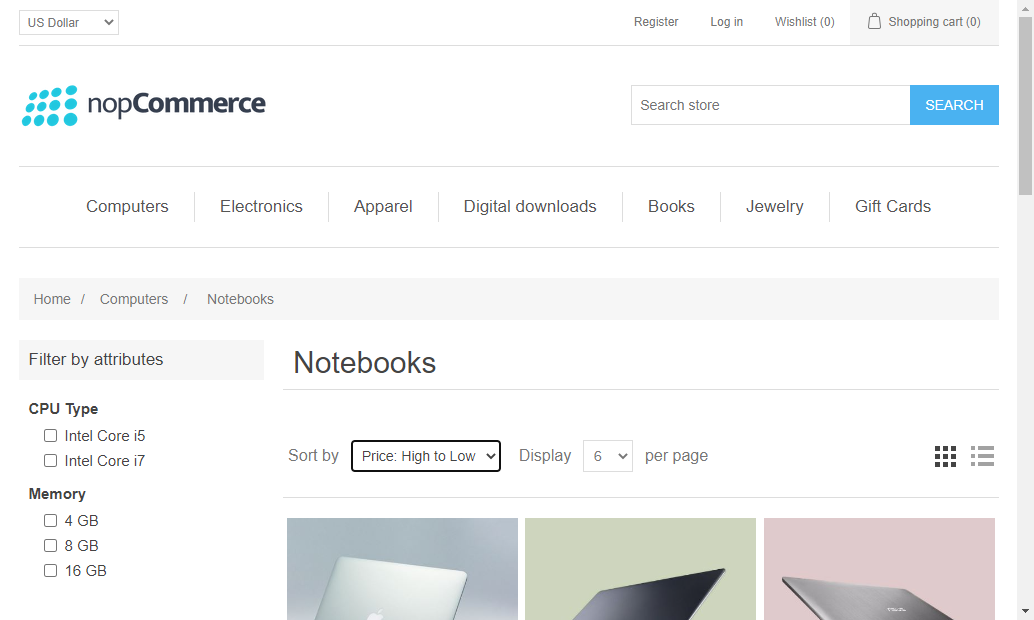 US Dollar
Register
Log in
Wishlist (0)
Shopping cart (0)
nopCommerce
Search store
SEARCH
Computers
Electronics
Apparel
Digital downloads
Books
Jewelry
Gift Cards
Home / Computers / Notebooks
Filter by attributes
CPU Type
Intel Core i5
Intel Core i7
Memory
4 GB
8 GB
16 GB
Notebooks
Sort by Price: High to Low Display 6 per page